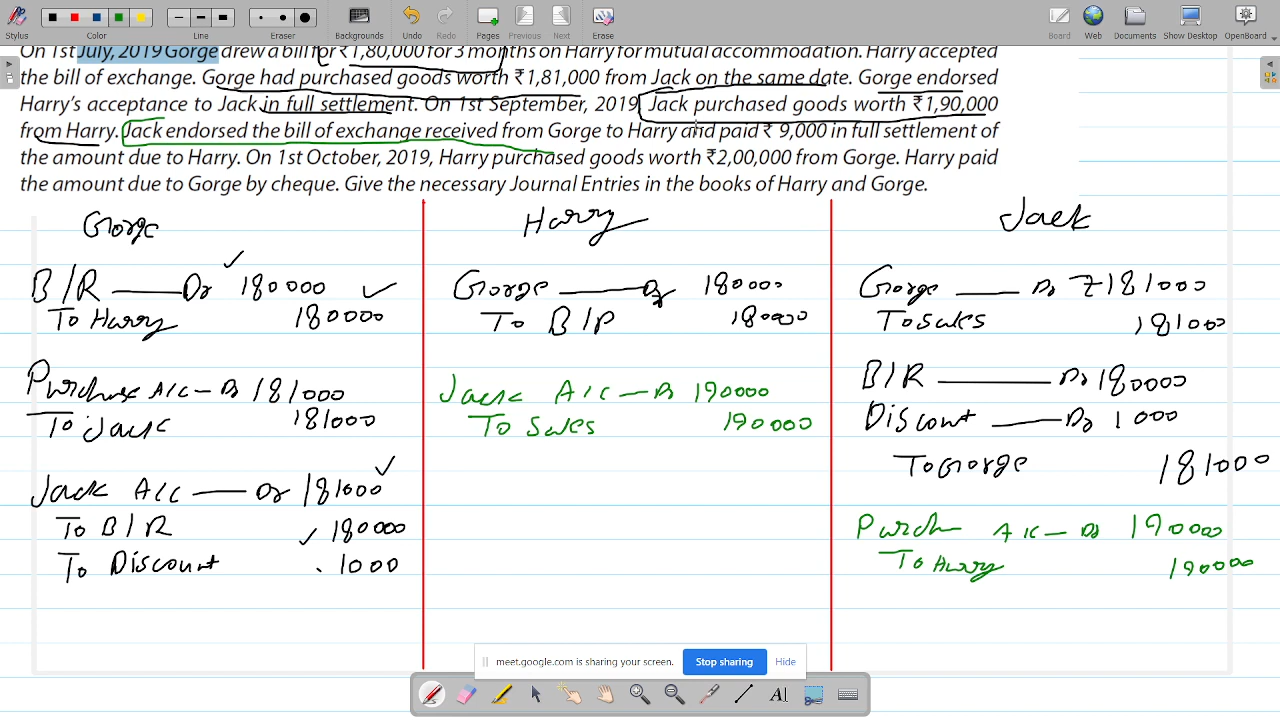 Stylus
Color
Line
Eraser
Backgrounds
Undo
Redo
Pages
Previous
Next
Erase
Board
Web
Documents
Show Desktop
OpenBoard
On 1st July, 2019 Gorge drew a bill for ₹1,80,000 for 3 months on Harry for mutual accommodation. Harry accepted
the bill of exchange. Gorge had purchased goods worth ₹1,81,000 from Jack on the same date. Gorge endorsed
Harry's acceptance to Jack in full settlement. On 1st September, 2019, Jack purchased goods worth ₹1,90,000
from Harry. Jack endorsed the bill of exchange received from Gorge to Harry and paid ₹ 9,000 in full settlement of
the amount due to Harry. On 1st October, 2019, Harry purchased goods worth ₹2,00,000 from Gorge. Harry paid
the amount due to Gorge by cheque. Give the necessary Journal Entries in the books of Harry and Gorge.
Gorge
B/R — Dr 180000
To Harry 180000
Purchase A/c — Dr 181000
To Jack 181000
Jack A/c — Dr 181000
To B/R 180000
To Discount 1000
Harry
Gorge — Dr 180000
To B/P 180000
Jack A/c — Dr 190000
To Sales 190000
Jack
Gorge — Dr ₹181000
To Sales 181000
B/R — Dr 180000
Discount — Dr 1000
To Gorge 181000
Purch A/c — Dr 190000
To Harry 190000
meet.google.com is sharing your screen.
Stop sharing
Hide